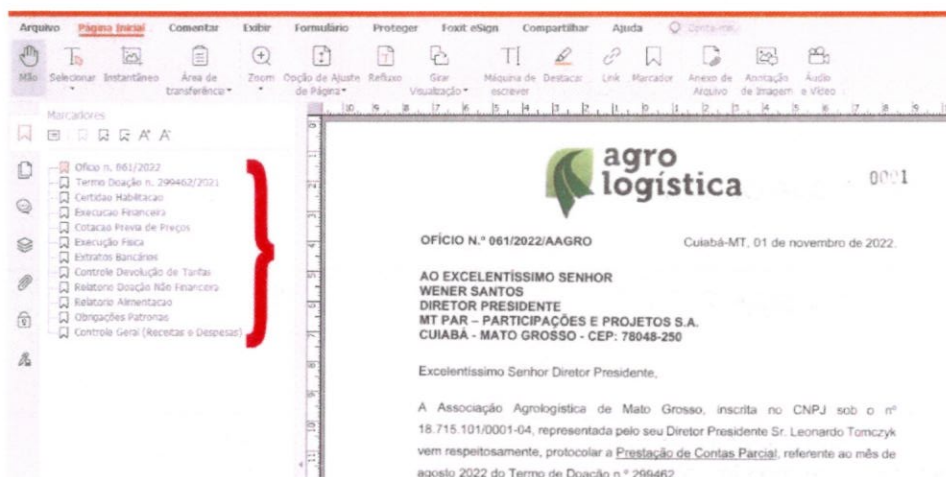 Arquivo Página Inicial Comentar Exibir Formulário Proteger Foxit eSign Compartilhar Ajuda
Mão Selecionar Instantâneo Área de transferência Zoom Opção de Ajuste de Página Refluxo Girar Visualização Máquina de escrever Destacar Link Marcador Anexo de Arquivo Anotação de Imagem Áudio e Vídeo
Marcadores
Ofício n. 061/2022
Termo Doação n. 299462/2021
Certidao Habilitacao
Execucao Financeira
Cotacao Previa de Preços
Execução Fisica
Extratos Bancários
Controle Devolução de Tarifas
Relatorio Doação Não Financeira
Relatorio Alimentacao
Obrigações Patronais
Controle Geral (Receitas e Despesas)
agro
logística
0001
OFÍCIO N.º 061/2022/AAGRO Cuiabá-MT, 01 de novembro de 2022.
AO EXCELENTÍSSIMO SENHOR
WENER SANTOS
DIRETOR PRESIDENTE
MT PAR – PARTICIPAÇÕES E PROJETOS S.A.
CUIABÁ - MATO GROSSO - CEP: 78048-250
Excelentíssimo Senhor Diretor Presidente,
A Associação Agrologística de Mato Grosso, inscrita no CNPJ sob o nº
18.715.101/0001-04, representada pelo seu Diretor Presidente Sr. Leonardo Tomczyk
vem respeitosamente, protocolar a Prestação de Contas Parcial, referente ao mês de
agosto 2022 do Termo de Doação n.º 299462